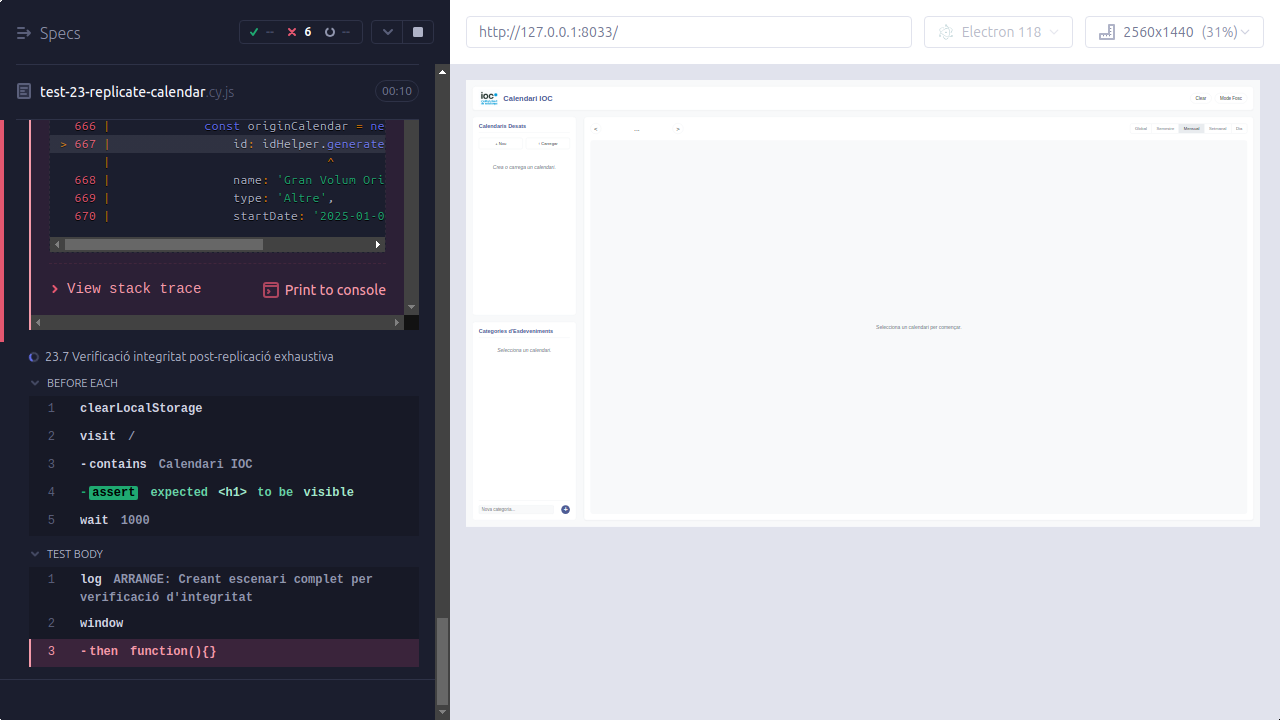 Specs
-- 6 --
test-23-replicate-calendar.cy.js 00:10
666 | const originCalendar = ne
> 667 | id: idHelper.generate
| ^
668 | name: 'Gran Volum Ori
669 | type: 'Altre',
670 | startDate: '2025-01-0
View stack trace
Print to console
23.7 Verificació integritat post-replicació exhaustiva
BEFORE EACH
1 clearLocalStorage
2 visit /
3 -contains Calendari IOC
4 -assert expected <h1> to be visible
5 wait 1000
TEST BODY
1 log ARRANGE: Creant escenari complet per
verificació d'integritat
2 window
3 -then function(){}
http://127.0.0.1:8033/
Electron 118
2560x1440 (31%)
ioc
Calendari IOC
Clear
Mode Fosc
Calendaris Desats
+ Nou
Carregar
Crea o carrega un calendari.
Categories d'Esdeveniments
Selecciona un calendari.
Nova categoria...
+
< ... >
Global Semestre Mensual Setmanal Dia
Selecciona un calendari per començar.